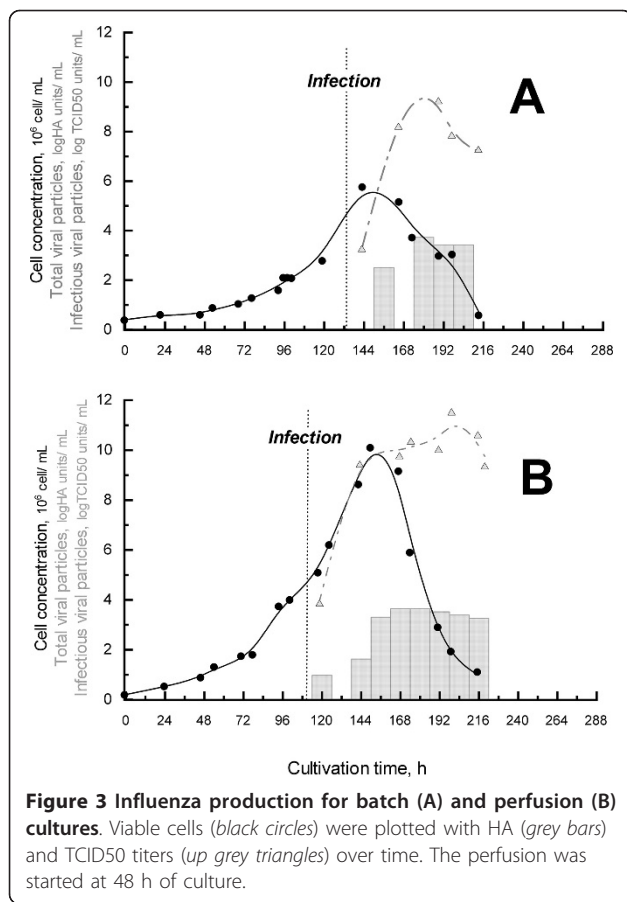 Infection
A
Cell concentration, 10⁶ cell/ mL
Total viral particles, logHA units/ mL
Infectious viral particles, log TCID50 units/ mL
12
10
8
6
4
2
0
0 24 48 72 96 120 144 168 192 216 240 264 288
Infection
B
Cell concentration, 10⁶ cell/ mL
Total viral particles, logHA units/ mL
Infectious viral particles, logTCID50 units/ mL
12
10
8
6
4
2
0
0 24 48 72 96 120 144 168 192 216 240 264 288
Cultivation time, h
Figure 3 Influenza production for batch (A) and perfusion (B)
cultures. Viable cells (black circles) were plotted with HA (grey bars)
and TCID50 titers (up grey triangles) over time. The perfusion was
started at 48 h of culture.